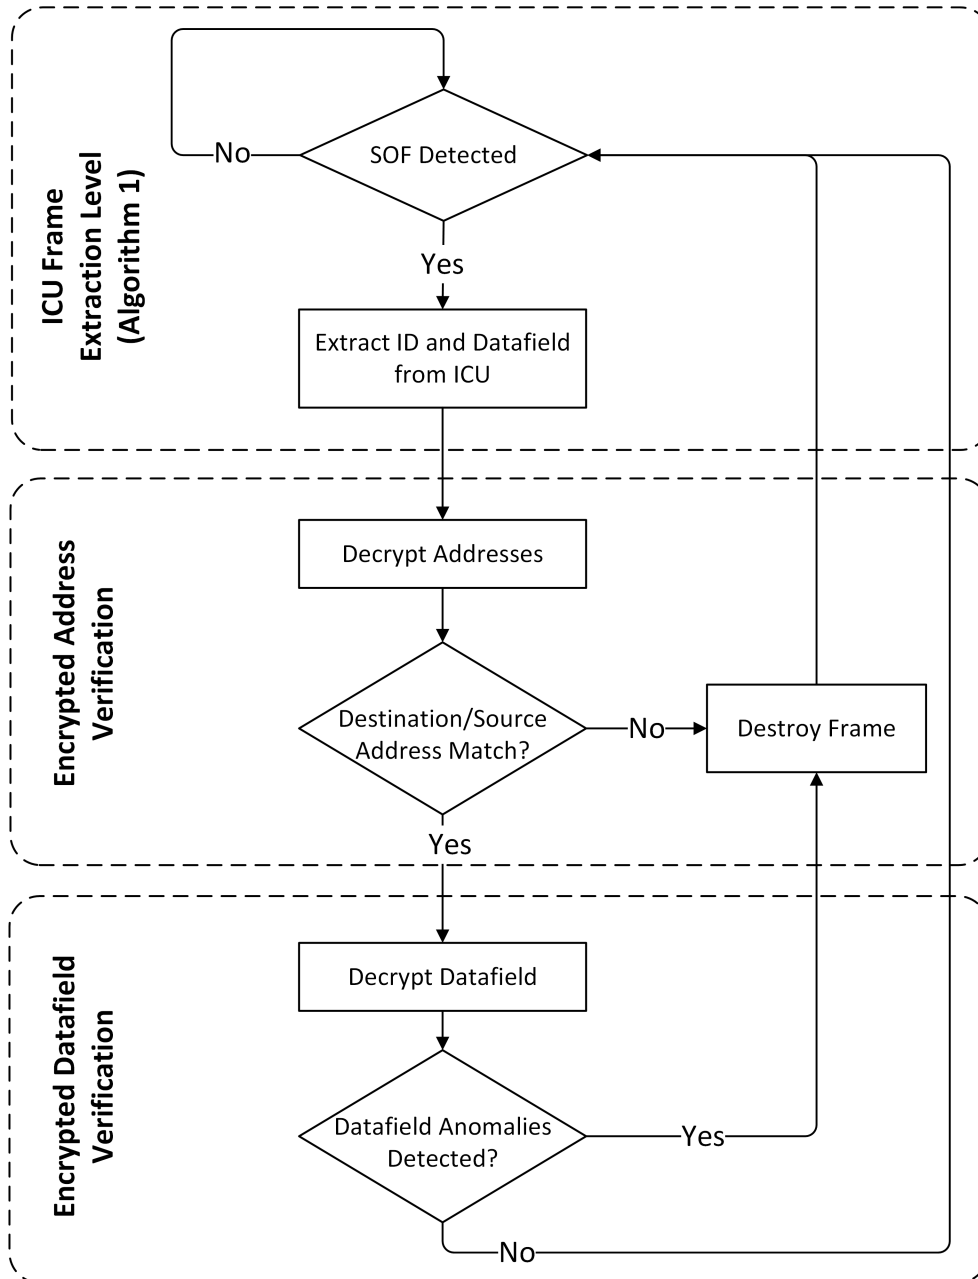 ICU Frame
Extraction Level
(Algorithm 1)
SOF Detected
No
Yes
Extract ID and Datafield
from ICU
Encrypted Address
Verification
Decrypt Addresses
Destination/Source
Address Match?
No
Destroy Frame
Yes
Encrypted Datafield
Verification
Decrypt Datafield
Datafield Anomalies
Detected?
Yes
No